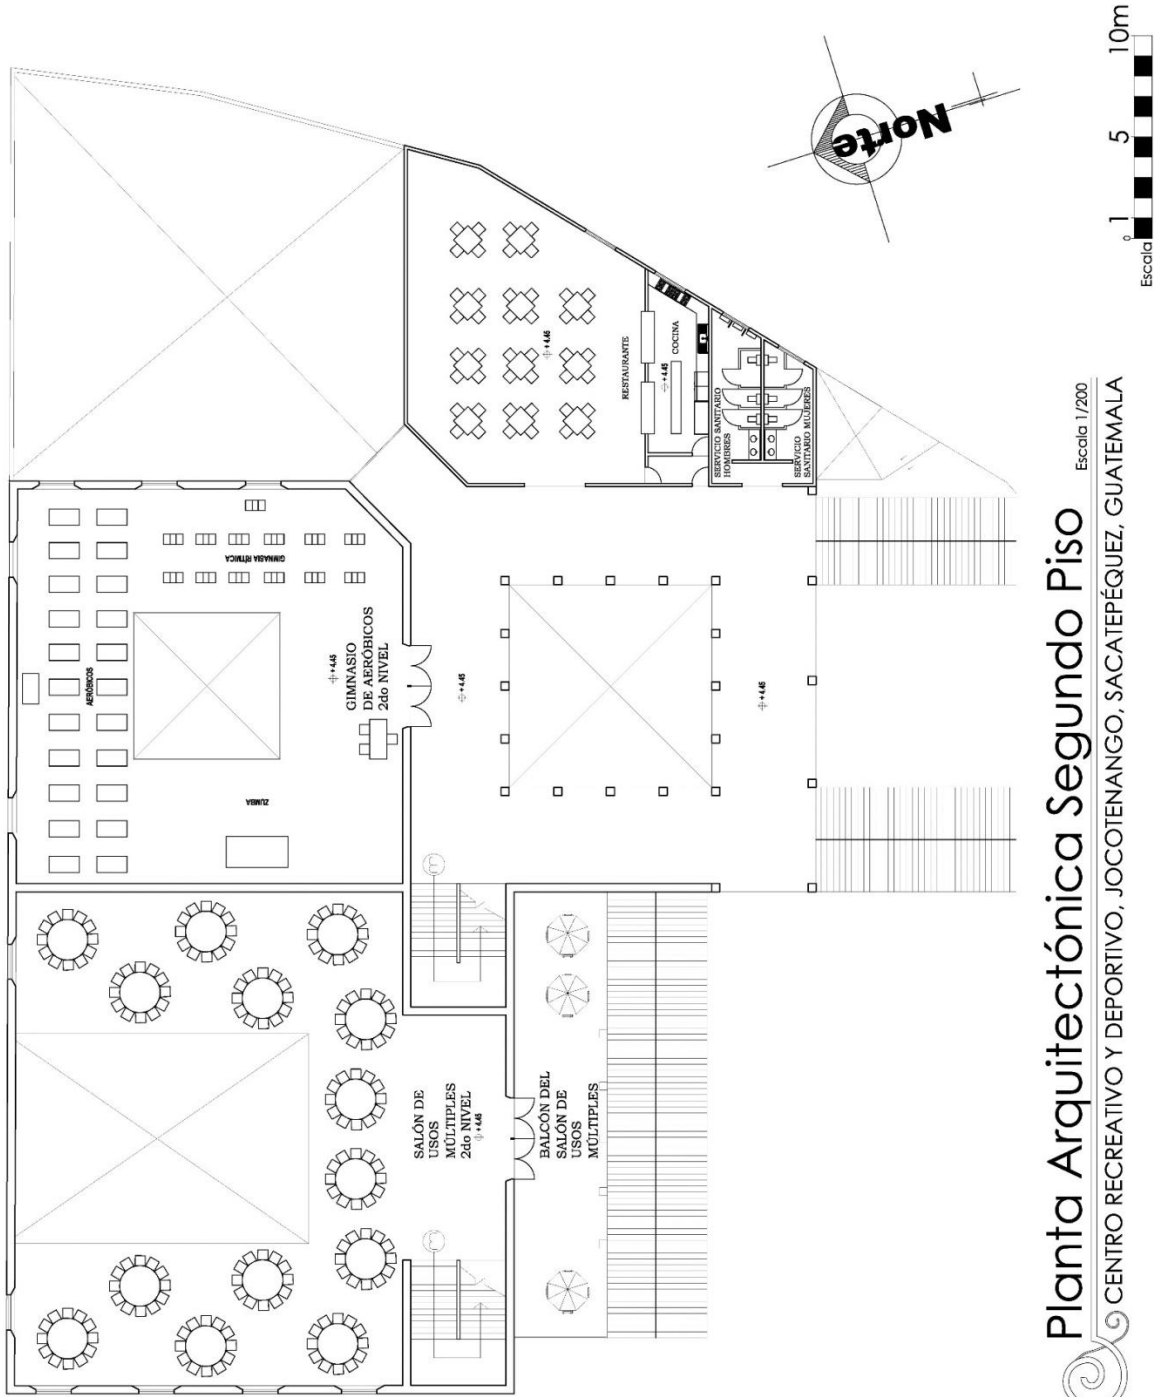 Norte
RESTAURANTE
+ 4.45
COCINA
+ 4.45
SERVICIO SANITARIO
HOMBRES
SERVICIO
SANITARIO MUJERES
GIMNASIA RÍTMICA
AERÓBICOS
ZUMBA
+ 4.45
GIMNASIO
DE AERÓBICOS
2do NIVEL
+ 4.45
+ 4.45
SALÓN DE
USOS
MÚLTIPLES
2do NIVEL
+ 4.45
BALCÓN DEL
SALÓN DE
USOS
MÚLTIPLES
Planta Arquitectónica Segundo Piso
Escala 1/200
CENTRO RECREATIVO Y DEPORTIVO, JOCOTENANGO, SACATEPÉQUEZ, GUATEMALA
Escala
0 1 5 10m